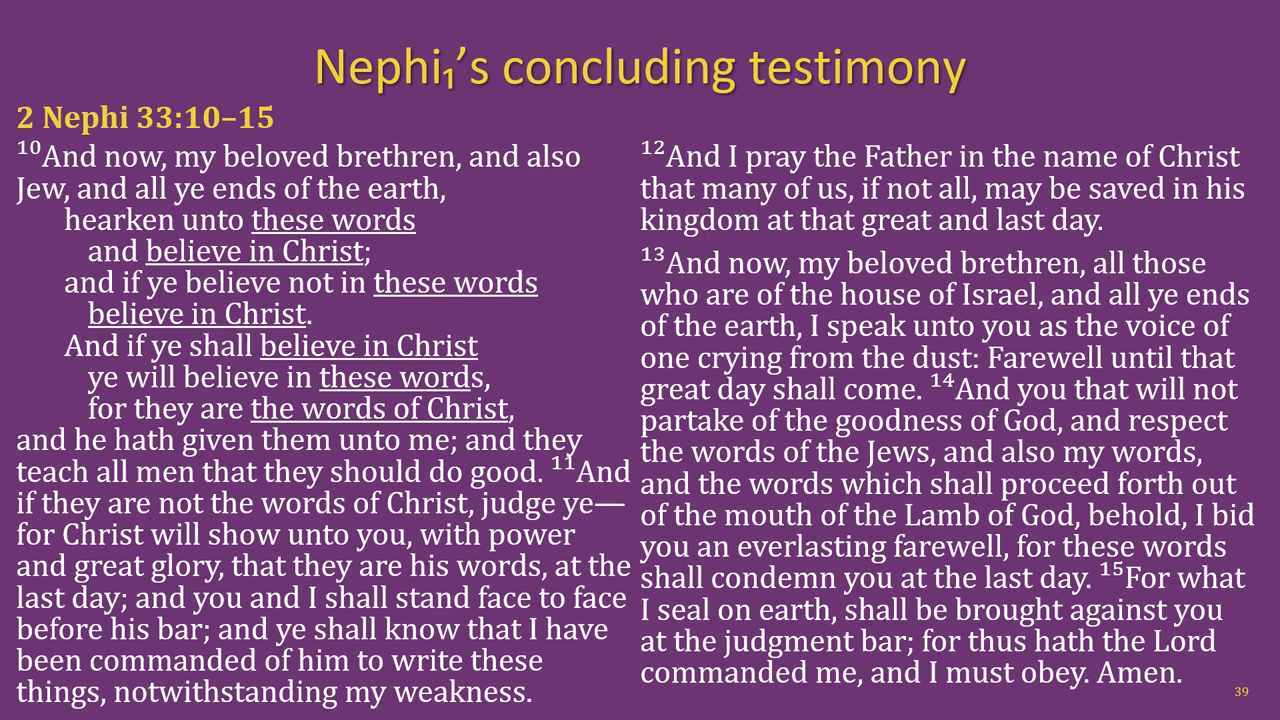 Nephi₁’s concluding testimony
2 Nephi 33:10–15
¹⁰And now, my beloved brethren, and also
Jew, and all ye ends of the earth,
hearken unto these words
and believe in Christ;
and if ye believe not in these words
believe in Christ.
And if ye shall believe in Christ
ye will believe in these words,
for they are the words of Christ,
and he hath given them unto me; and they
teach all men that they should do good. ¹¹And
if they are not the words of Christ, judge ye—
for Christ will show unto you, with power
and great glory, that they are his words, at the
last day; and you and I shall stand face to face
before his bar; and ye shall know that I have
been commanded of him to write these
things, notwithstanding my weakness.
¹²And I pray the Father in the name of Christ
that many of us, if not all, may be saved in his
kingdom at that great and last day.
¹³And now, my beloved brethren, all those
who are of the house of Israel, and all ye ends
of the earth, I speak unto you as the voice of
one crying from the dust: Farewell until that
great day shall come. ¹⁴And you that will not
partake of the goodness of God, and respect
the words of the Jews, and also my words,
and the words which shall proceed forth out
of the mouth of the Lamb of God, behold, I bid
you an everlasting farewell, for these words
shall condemn you at the last day. ¹⁵For what
I seal on earth, shall be brought against you
at the judgment bar; for thus hath the Lord
commanded me, and I must obey. Amen.
39